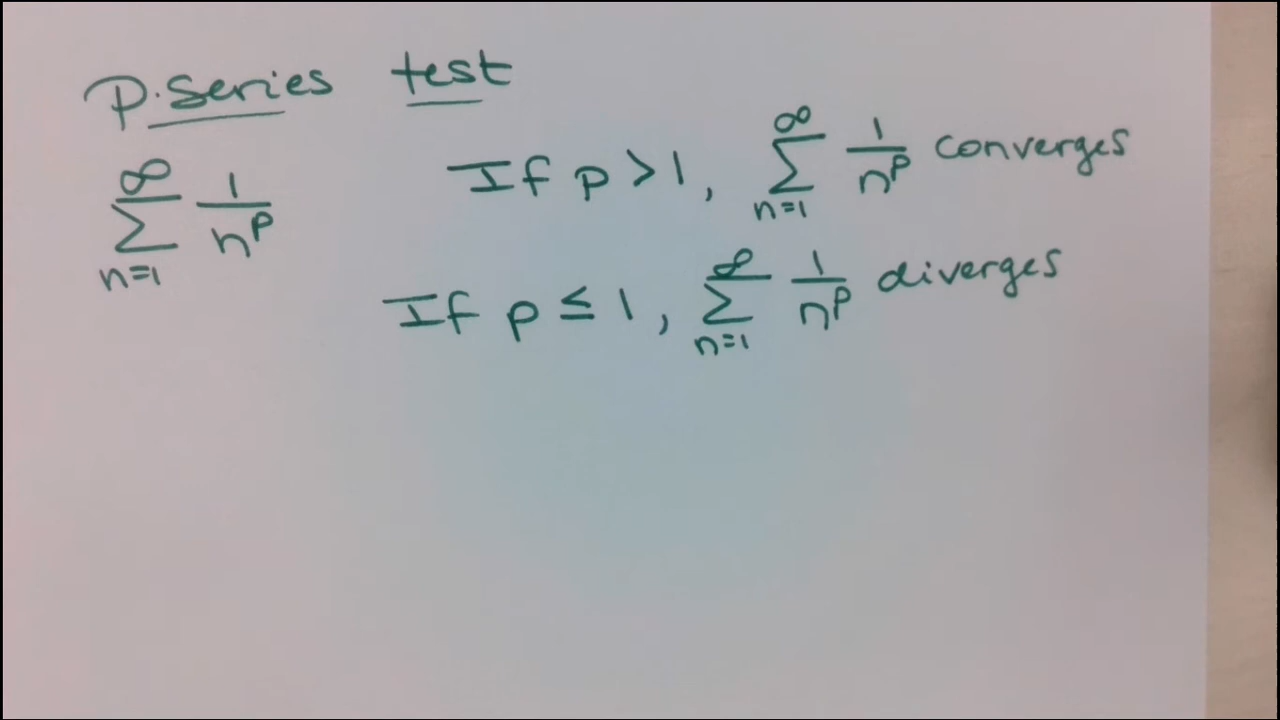 P. Series test
∞ ∑ n=1 1/n^p If p > 1, ∞ ∑ n=1 1/n^p converges
If p ≤ 1, ∞ ∑ n=1 1/n^p diverges